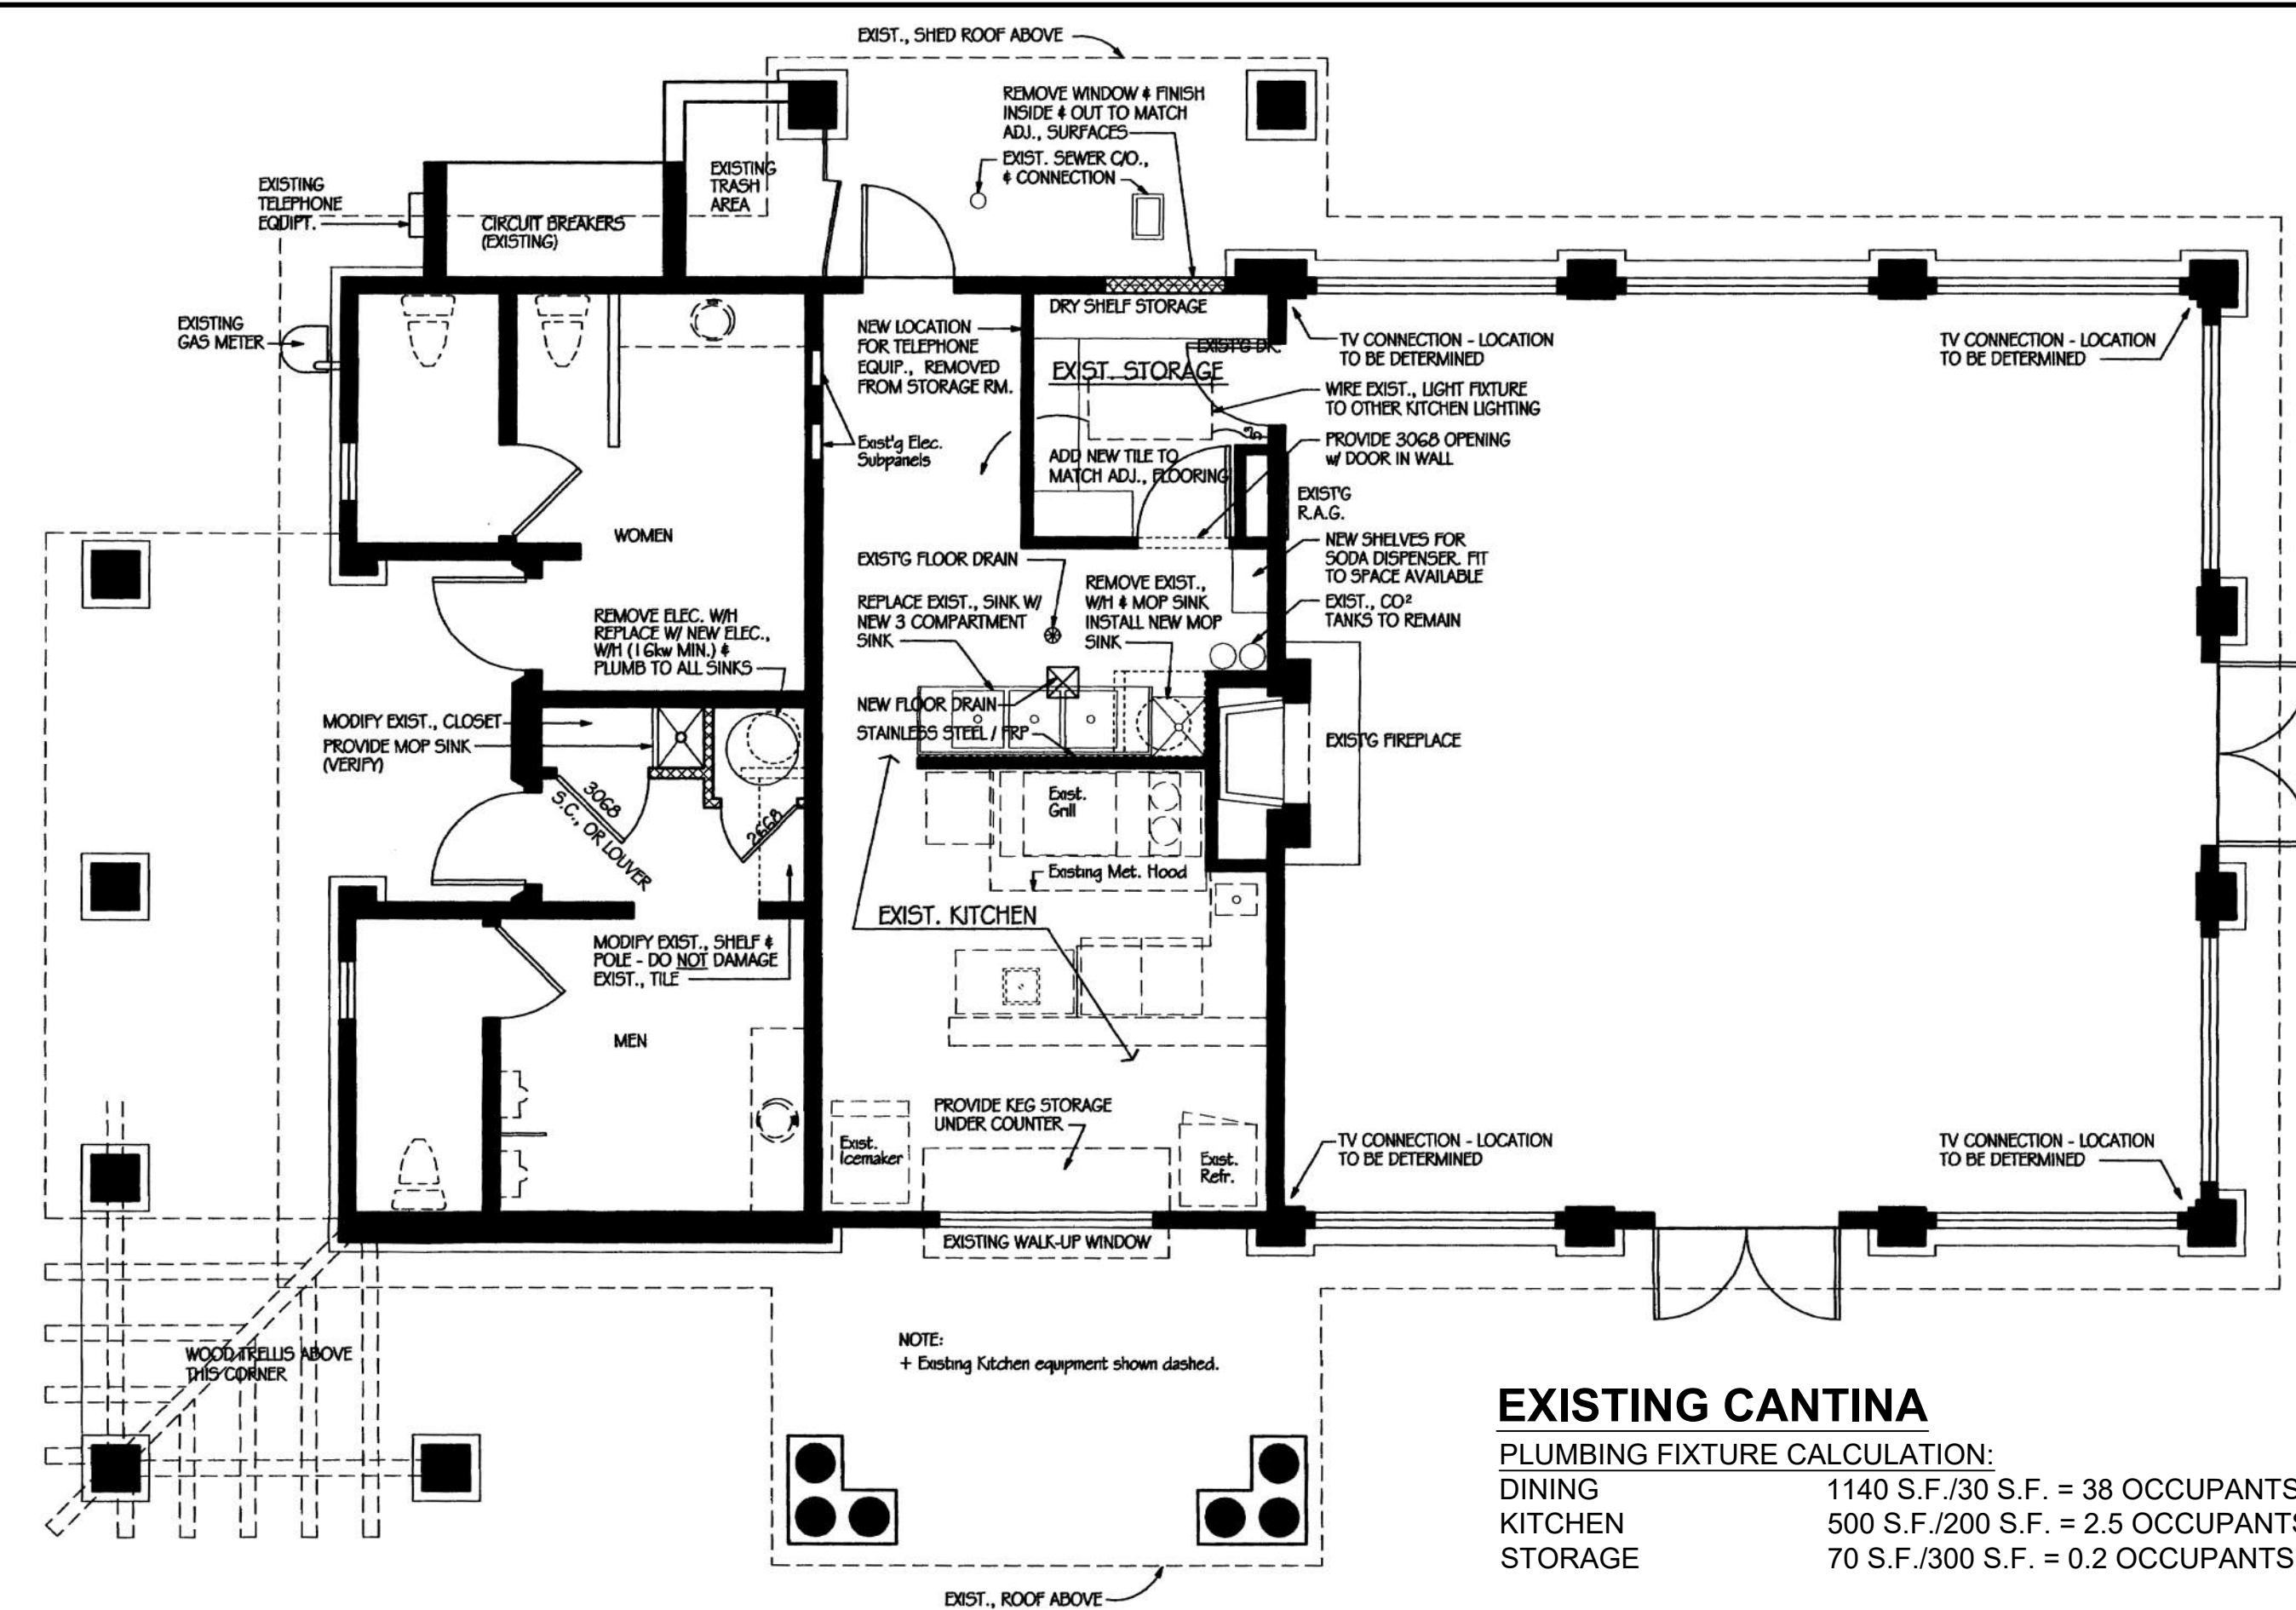 EXIST., SHED ROOF ABOVE
REMOVE WINDOW & FINISH
INSIDE & OUT TO MATCH
ADJ., SURFACES
EXIST. SEWER C/O.,
& CONNECTION
EXISTING
TRASH
AREA
EXISTING
TELEPHONE
EQUIPT.
CIRCUIT BREAKERS
(EXISTING)
EXISTING
GAS METER
DRY SHELF STORAGE
NEW LOCATION
FOR TELEPHONE
EQUIP., REMOVED
FROM STORAGE RM.
EXIST'G DR.
EXIST. STORAGE
TV CONNECTION - LOCATION
TO BE DETERMINED
TV CONNECTION - LOCATION
TO BE DETERMINED
WIRE EXIST., LIGHT FIXTURE
TO OTHER KITCHEN LIGHTING
Exist'g Elec.
Subpanels
ADD NEW TILE TO
MATCH ADJ., FLOORING
PROVIDE 3068 OPENING
w/ DOOR IN WALL
EXIST'G
R.A.G.
WOMEN
EXIST'G FLOOR DRAIN
NEW SHELVES FOR
SODA DISPENSER. FIT
TO SPACE AVAILABLE
REMOVE EXIST.,
W/H & MOP SINK
INSTALL NEW MOP
SINK
REPLACE EXIST., SINK W/
NEW 3 COMPARTMENT
SINK
EXIST., CO²
TANKS TO REMAIN
REMOVE ELEC. W/H
REPLACE W/ NEW ELEC.,
W/H (16kw MIN.) &
PLUMB TO ALL SINKS
NEW FLOOR DRAIN
STAINLESS STEEL / FRP
MODIFY EXIST., CLOSET
PROVIDE MOP SINK
(VERIFY)
EXIST'G FIREPLACE
3068
S.C., OR LOUVER
2668
Exist.
Grill
Existing Met. Hood
EXIST. KITCHEN
MODIFY EXIST., SHELF &
POLE - DO NOT DAMAGE
EXIST., TILE
MEN
PROVIDE KEG STORAGE
UNDER COUNTER
Exist.
Icemaker
Exist.
Refr.
TV CONNECTION - LOCATION
TO BE DETERMINED
TV CONNECTION - LOCATION
TO BE DETERMINED
EXISTING WALK-UP WINDOW
WOOD TRELLIS ABOVE
THIS CORNER
NOTE:
+ Existing Kitchen equipment shown dashed.
EXIST., ROOF ABOVE
EXISTING CANTINA
PLUMBING FIXTURE CALCULATION:
DINING 1140 S.F./30 S.F. = 38 OCCUPANTS
KITCHEN 500 S.F./200 S.F. = 2.5 OCCUPANTS
STORAGE 70 S.F./300 S.F. = 0.2 OCCUPANTS